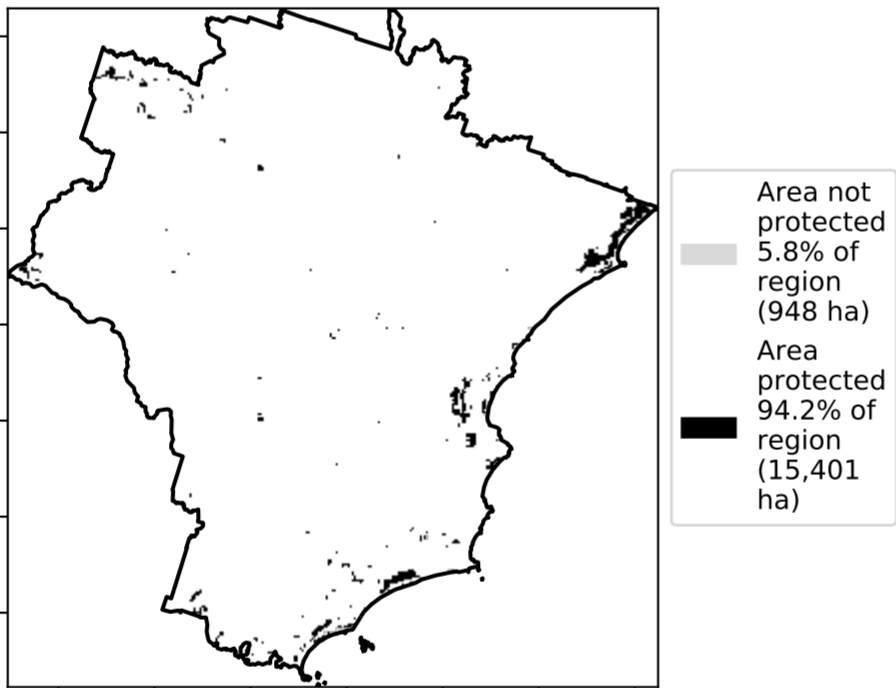 Area not
protected
5.8% of
region
(948 ha)
Area
protected
94.2% of
region
(15,401
ha)